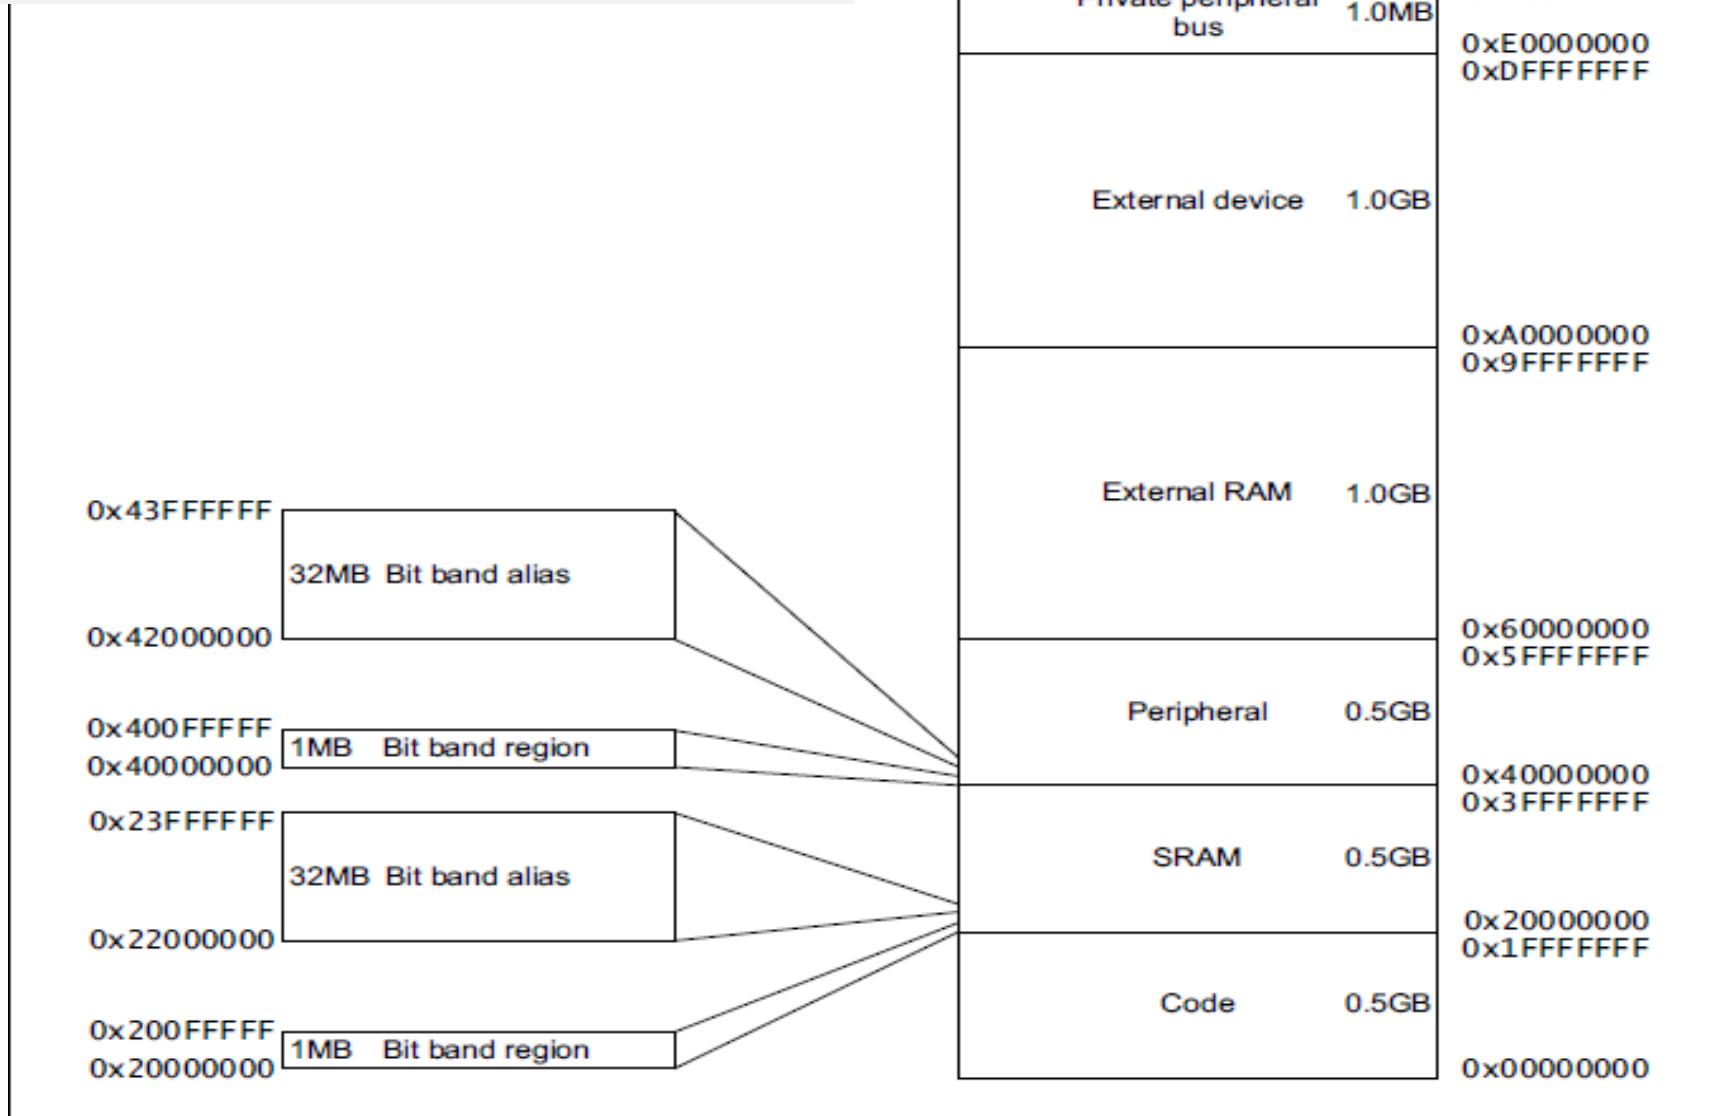 Private peripheral 1.0MB
bus
0xE0000000
0xDFFFFFFF
External device 1.0GB
0xA0000000
0x9FFFFFFF
External RAM 1.0GB
0x60000000
0x5FFFFFFF
Peripheral 0.5GB
0x40000000
0x3FFFFFFF
SRAM 0.5GB
0x20000000
0x1FFFFFFF
Code 0.5GB
0x00000000
0x43FFFFFF
32MB Bit band alias
0x42000000
0x400FFFFF
1MB Bit band region
0x40000000
0x23FFFFFF
32MB Bit band alias
0x22000000
0x200FFFFF
1MB Bit band region
0x20000000